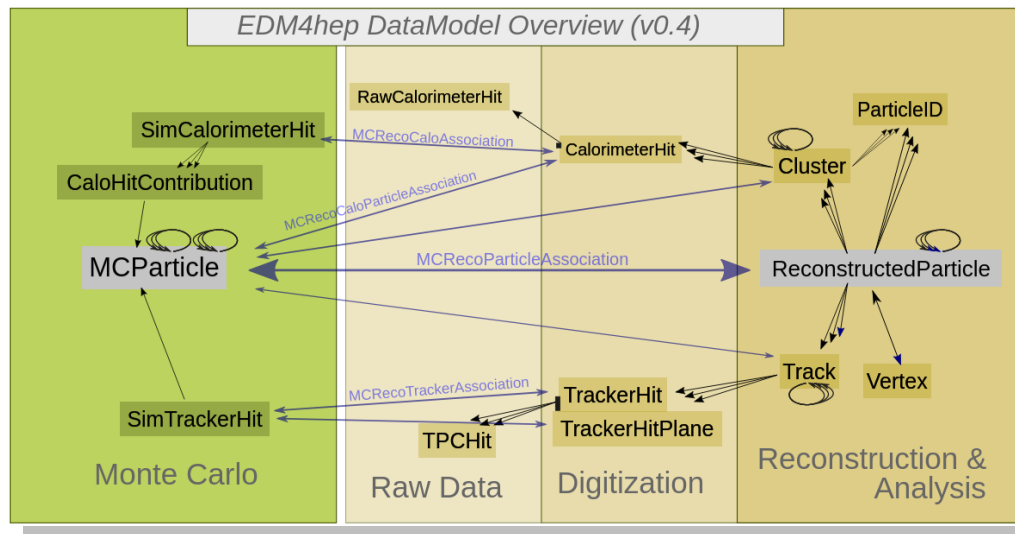 EDM4hep DataModel Overview (v0.4)
RawCalorimeterHit
ParticleID
SimCalorimeterHit
MCRecoCaloAssociation
CalorimeterHit
Cluster
CaloHitContribution
MCRecoCaloParticleAssociation
MCParticle
MCRecoParticleAssociation
ReconstructedParticle
Track
Vertex
MCRecoTrackerAssociation
TrackerHit
SimTrackerHit
TrackerHitPlane
TPCHit
Monte Carlo
Raw Data
Digitization
Reconstruction &
Analysis